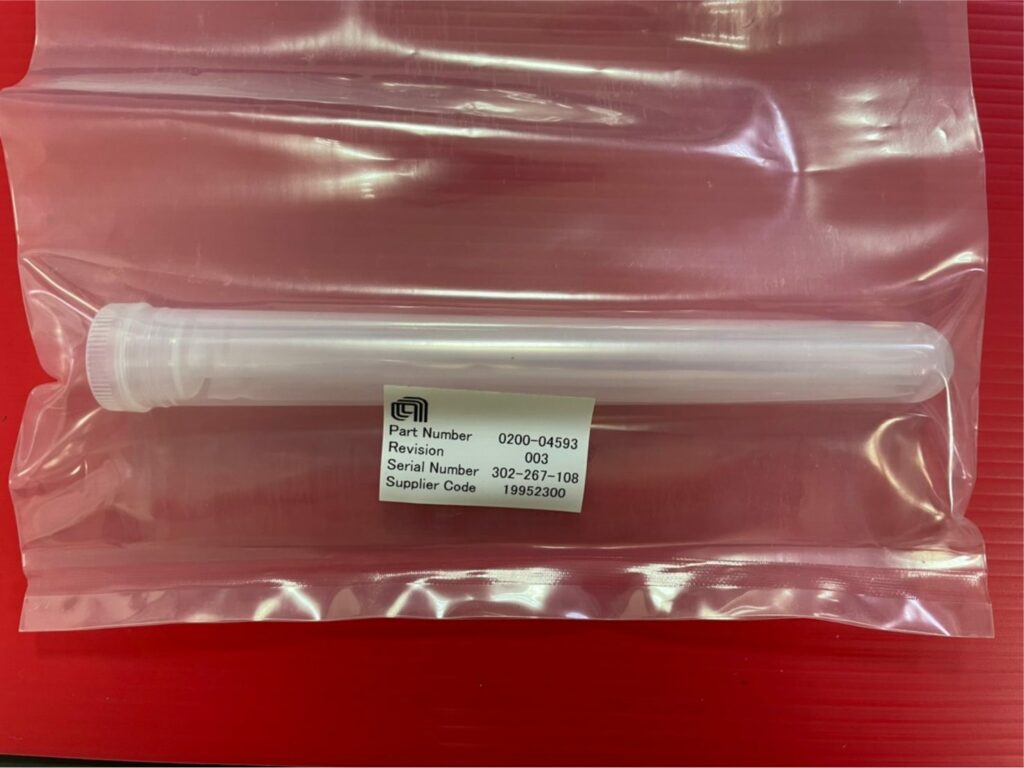 Part Number 0200-04593
Revision 003
Serial Number 302-267-108
Supplier Code 19952300